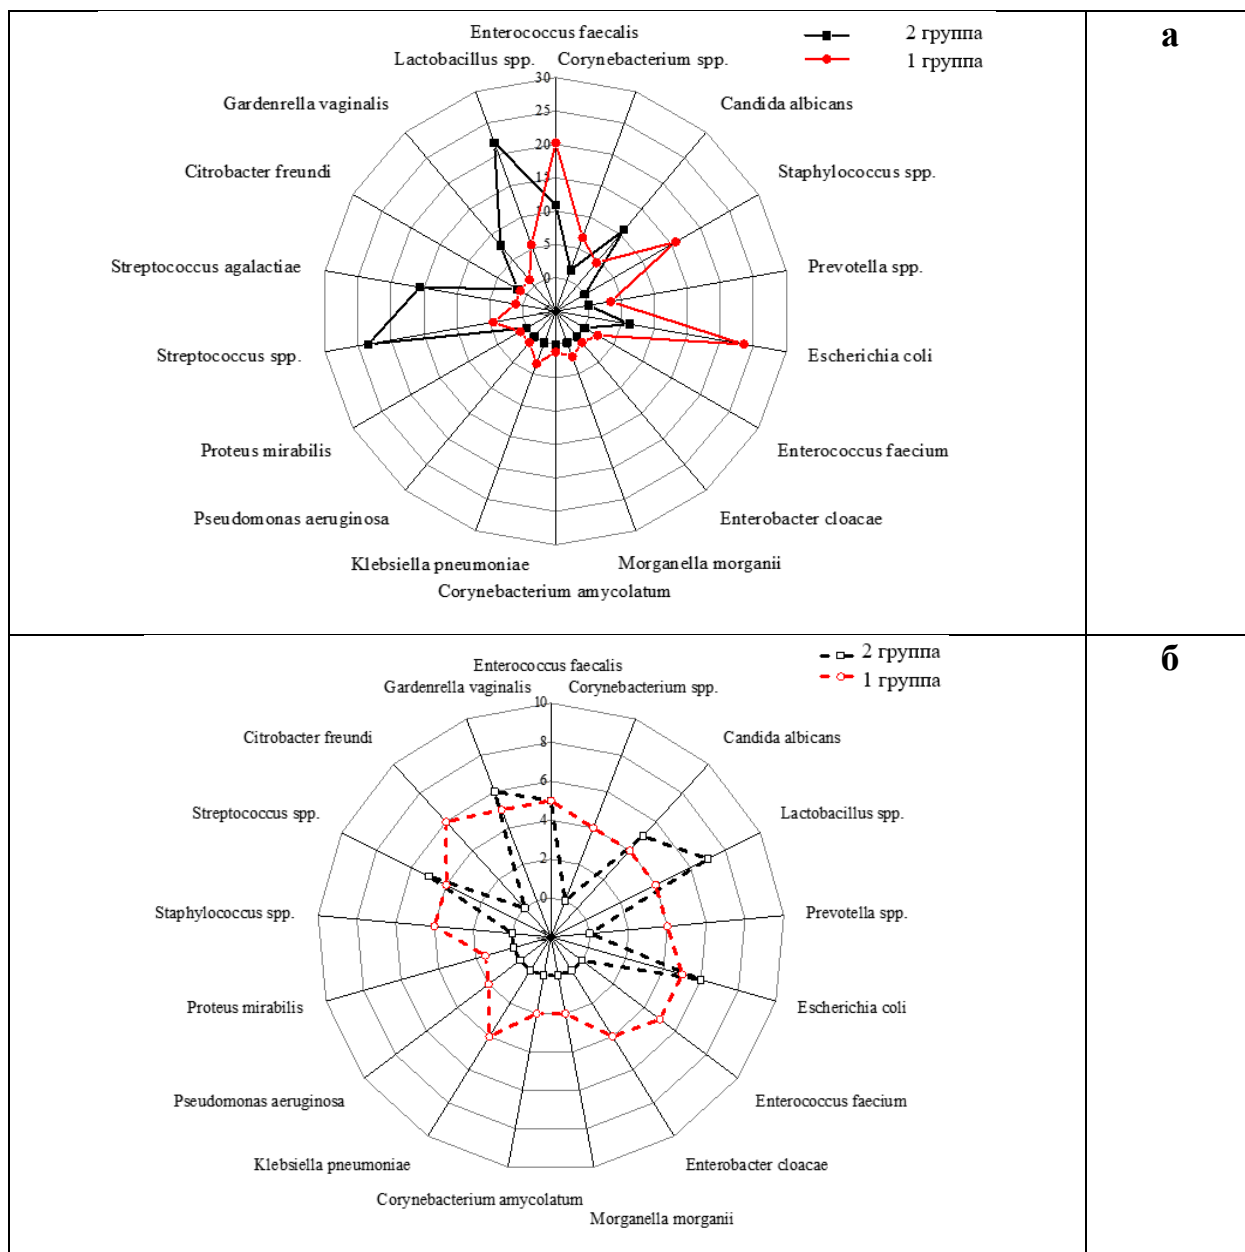 Enterococcus faecalis
2 группа
а
Lactobacillus spp.
Corynebacterium spp.
1 группа
30
Gardenrella vaginalis
Candida albicans
25
20
Citrobacter freundi
Staphylococcus spp.
15
10
5
Streptococcus agalactiae
Prevotella spp.
0
Streptococcus spp.
Escherichia coli
Proteus mirabilis
Enterococcus faecium
Pseudomonas aeruginosa
Enterobacter cloacae
Klebsiella pneumoniae
Morganella morganii
Corynebacterium amycolatum
2 группа
б
Enterococcus faecalis
1 группа
Gardenrella vaginalis
Corynebacterium spp.
10
Citrobacter freundi
Candida albicans
8
6
Streptococcus spp.
Lactobacillus spp.
4
2
0
Staphylococcus spp.
Prevotella spp.
Proteus mirabilis
Escherichia coli
Pseudomonas aeruginosa
Enterococcus faecium
Klebsiella pneumoniae
Enterobacter cloacae
Corynebacterium amycolatum
Morganella morganii